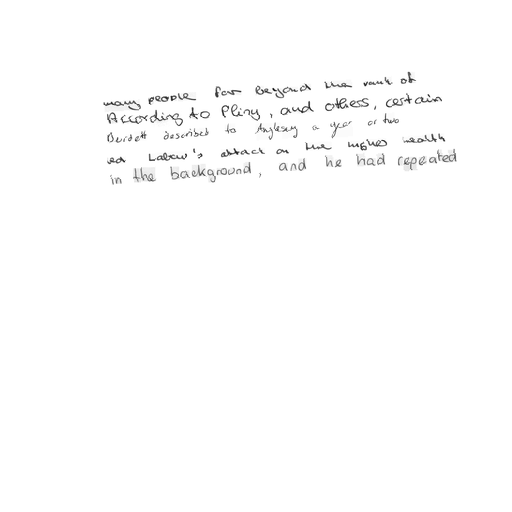 many people far beyond the rank of
According to Pliny, and others, certain
Burdett described to Anglesey a year or two
ed Labour's attack on the higher wealth
in the background, and he had repeated